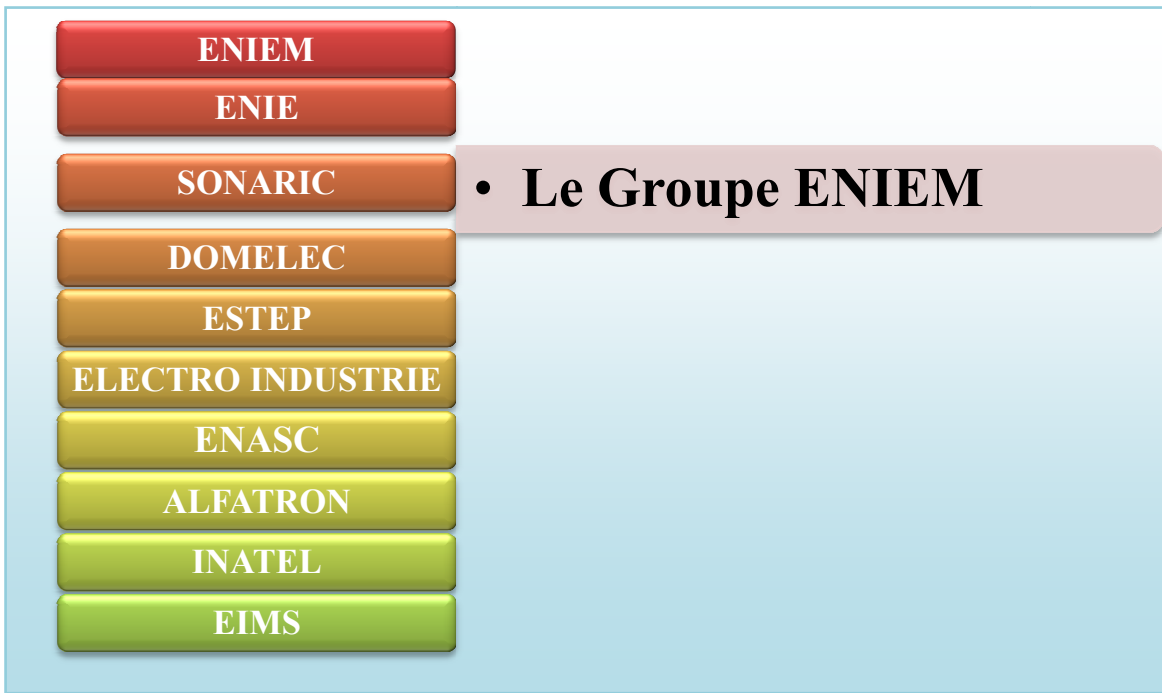 ENIEM
ENIE
SONARIC
• Le Groupe ENIEM
DOMELEC
ESTEP
ELECTRO INDUSTRIE
ENASC
ALFATRON
INATEL
EIMS